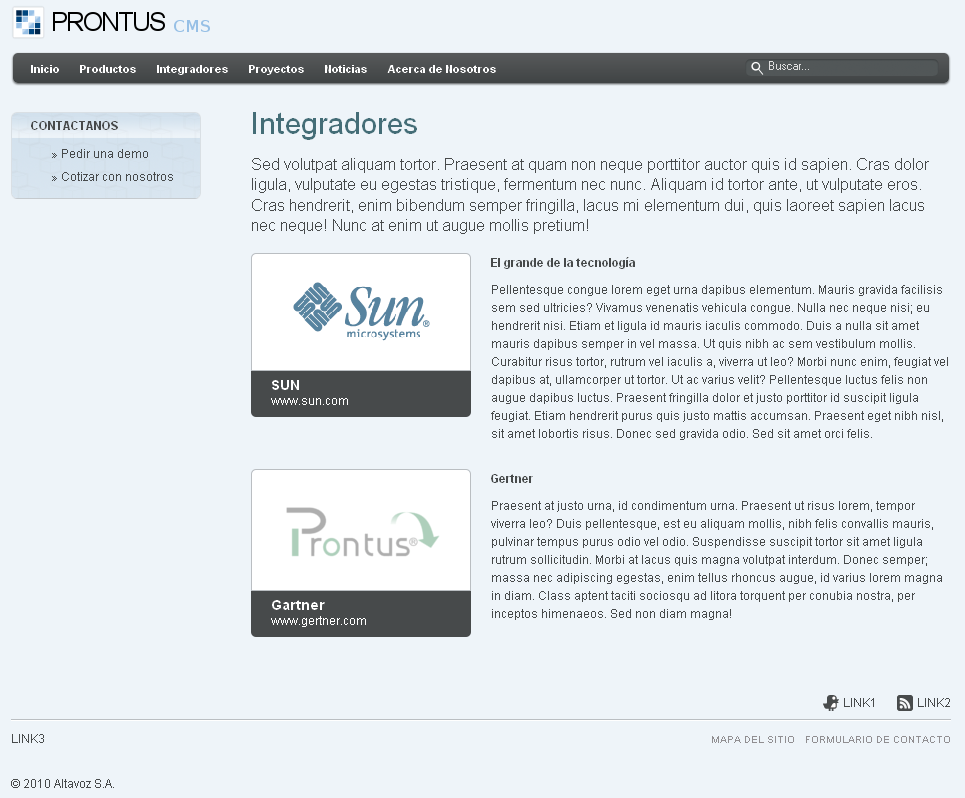 PRONTUS CMS
Inicio Productos Integradores Proyectos Noticias Acerca de Nosotros Buscar...
CONTACTANOS
» Pedir una demo
» Cotizar con nosotros
Integradores
Sed volutpat aliquam tortor. Praesent at quam non neque porttitor auctor quis id sapien. Cras dolor
ligula, vulputate eu egestas tristique, fermentum nec nunc. Aliquam id tortor ante, ut vulputate eros.
Cras hendrerit, enim bibendum semper fringilla, lacus mi elementum dui, quis laoreet sapien lacus
nec neque! Nunc at enim ut augue mollis pretium!
Sun
microsystems
®
SUN
www.sun.com
El grande de la tecnología
Pellentesque congue lorem eget urna dapibus elementum. Mauris gravida facilisis
sem sed ultricies? Vivamus venenatis vehicula congue. Nulla nec neque nisi; eu
hendrerit nisi. Etiam et ligula id mauris iaculis commodo. Duis a nulla sit amet
mauris dapibus semper in vel massa. Ut quis nibh ac sem vestibulum mollis.
Curabitur risus tortor, rutrum vel iaculis a, viverra ut leo? Morbi nunc enim, feugiat vel
dapibus at, ullamcorper ut tortor. Ut ac varius velit? Pellentesque luctus felis non
augue dapibus luctus. Praesent fringilla dolor et justo porttitor id suscipit ligula
feugiat. Etiam hendrerit purus quis justo mattis accumsan. Praesent eget nibh nisl,
sit amet lobortis risus. Donec sed gravida odio. Sed sit amet orci felis.
Prontus®
Gartner
www.gertner.com
Gertner
Praesent at justo urna, id condimentum urna. Praesent ut risus lorem, tempor
viverra leo? Duis pellentesque, est eu aliquam mollis, nibh felis convallis mauris,
pulvinar tempus purus odio vel odio. Suspendisse suscipit tortor sit amet ligula
rutrum sollicitudin. Morbi at lacus quis magna volutpat interdum. Donec semper;
massa nec adipiscing egestas, enim tellus rhoncus augue, id varius lorem magna
in diam. Class aptent taciti sociosqu ad litora torquent per conubia nostra, per
inceptos himenaeos. Sed non diam magna!
LINK1 LINK2
LINK3 MAPA DEL SITIO FORMULARIO DE CONTACTO
© 2010 Altavoz S.A.